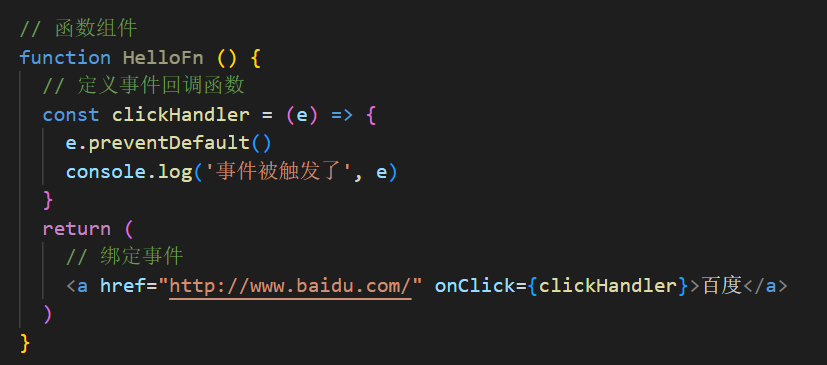 // 函数组件
function HelloFn () {
  // 定义事件回调函数
  const clickHandler = (e) => {
    e.preventDefault()
    console.log('事件被触发了', e)
  }
  return (
    // 绑定事件
    <a href="http://www.baidu.com/" onClick={clickHandler}>百度</a>
  )
}